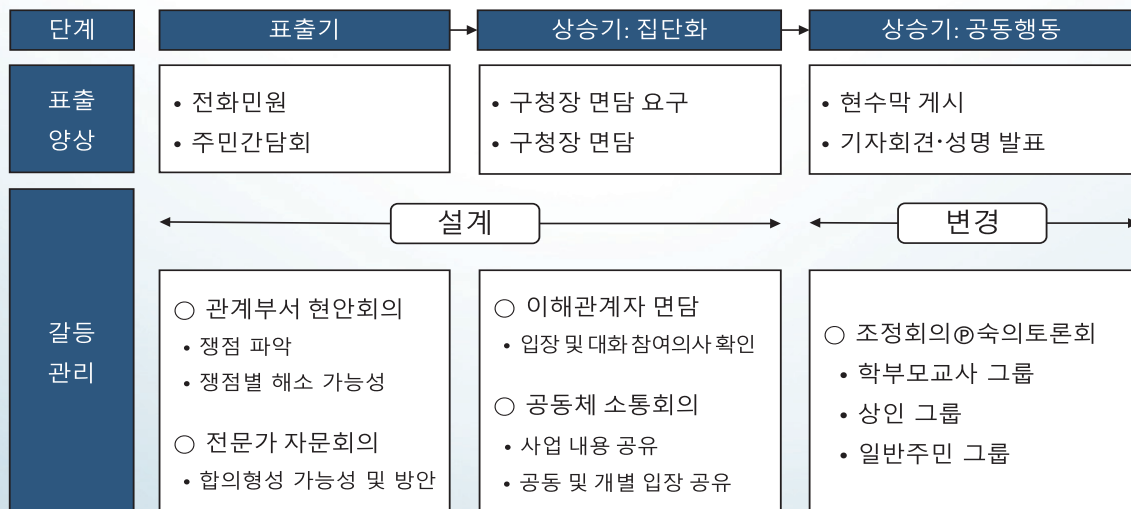 단계
표출기
상승기: 집단화
상승기: 공동행동
표출
양상
• 전화민원
• 주민간담회
• 구청장 면담 요구
• 구청장 면담
• 현수막 게시
• 기자회견·성명 발표
갈등
관리
설계
변경
○ 관계부서 현안회의
• 쟁점 파악
• 쟁점별 해소 가능성
○ 전문가 자문회의
• 합의형성 가능성 및 방안
○ 이해관계자 면담
• 입장 및 대화 참여의사 확인
○ 공동체 소통회의
• 사업 내용 공유
• 공동 및 개별 입장 공유
○ 조정회의℗숙의토론회
• 학부모교사 그룹
• 상인 그룹
• 일반주민 그룹